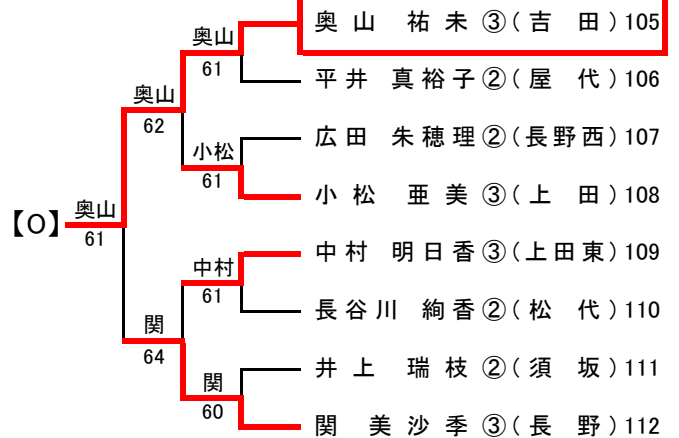 奥山 祐未 ③(吉田)105
奥山
61
平井 真裕子 ②(屋代)106
奥山
62
広田 朱穂理 ②(長野西)107
小松
61
小松 亜美 ③(上田)108
【O】
奥山
61
中村 明日香 ③(上田東)109
中村
61
長谷川 絢香 ②(松代)110
関
64
井上 瑞枝 ②(須坂)111
関
60
関 美沙季 ③(長野)112